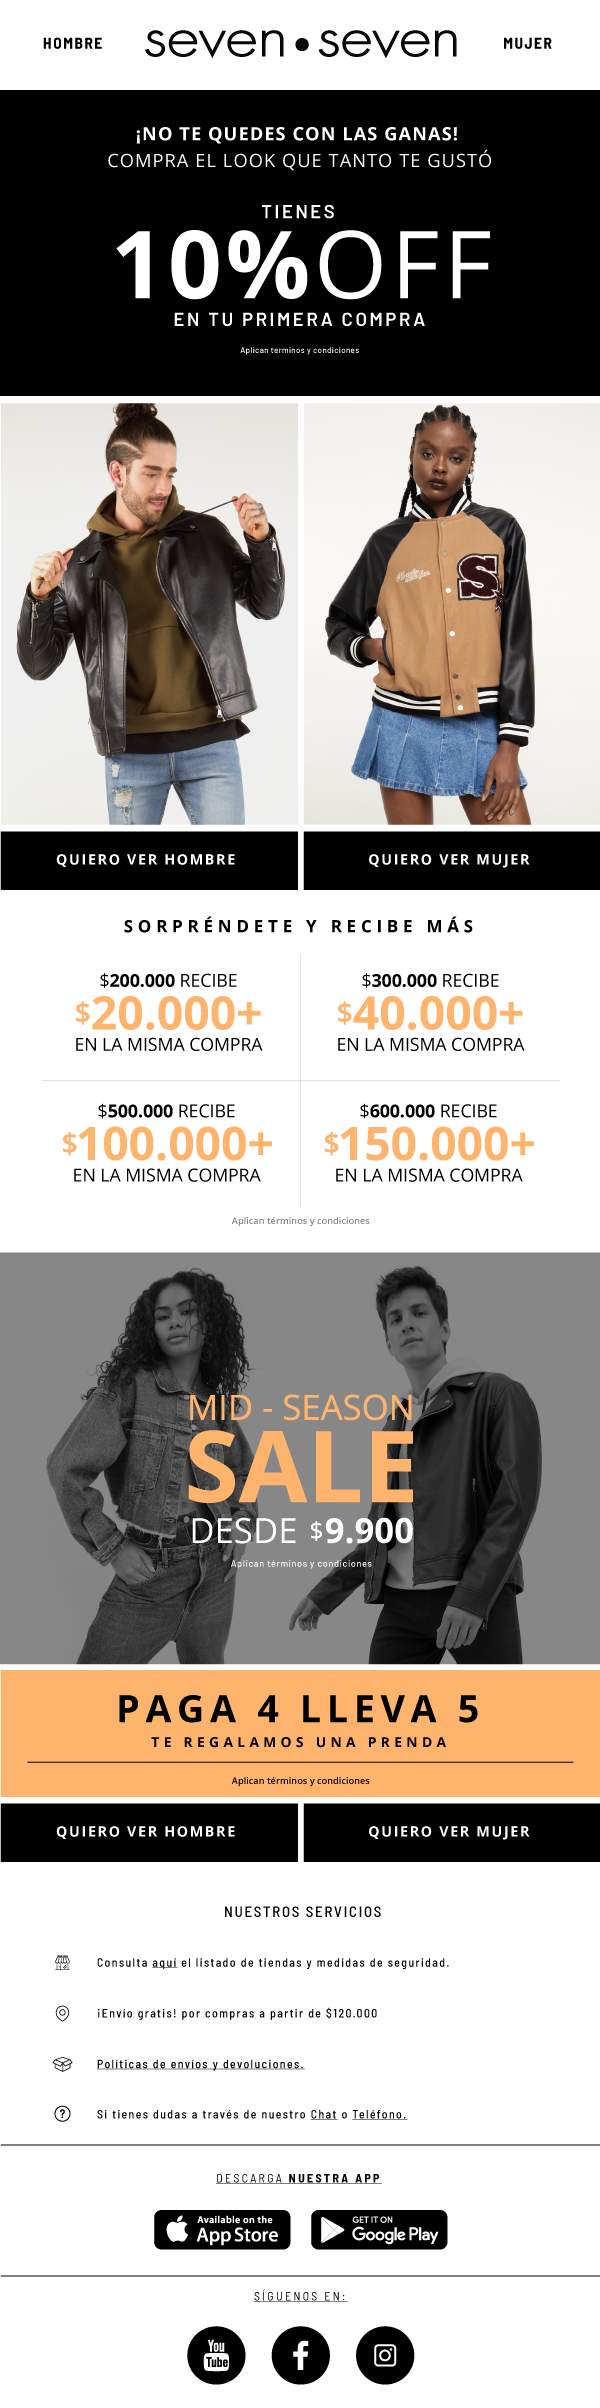 HOMBRE
seven•seven
MUJER
¡NO TE QUEDES CON LAS GANAS!
COMPRA EL LOOK QUE TANTO TE GUSTÓ
TIENES
10%OFF
EN TU PRIMERA COMPRA
Aplican terminos y condiciones
S
QUIERO VER HOMBRE
QUIERO VER MUJER
SORPRÉNDETE Y RECIBE MÁS
$200.000 RECIBE
$20.000+
EN LA MISMA COMPRA
$300.000 RECIBE
$40.000+
EN LA MISMA COMPRA
$500.000 RECIBE
$100.000+
EN LA MISMA COMPRA
$600.000 RECIBE
$150.000+
EN LA MISMA COMPRA
Aplican términos y condiciones
MID - SEASON
SALE
DESDE $9.900
Aplican términos y condiciones
PAGA 4 LLEVA 5
TE REGALAMOS UNA PRENDA
Aplican términos y condiciones
QUIERO VER HOMBRE
QUIERO VER MUJER
NUESTROS SERVICIOS
Consulta aquí el listado de tiendas y medidas de seguridad.
¡Envío gratis! por compras a partir de $120.000
Políticas de envíos y devoluciones.
Si tienes dudas a través de nuestro Chat o Teléfono.
DESCARGA NUESTRA APP
Available on the
App Store
GET IT ON
Google Play
SÍGUENOS EN:
You
Tube